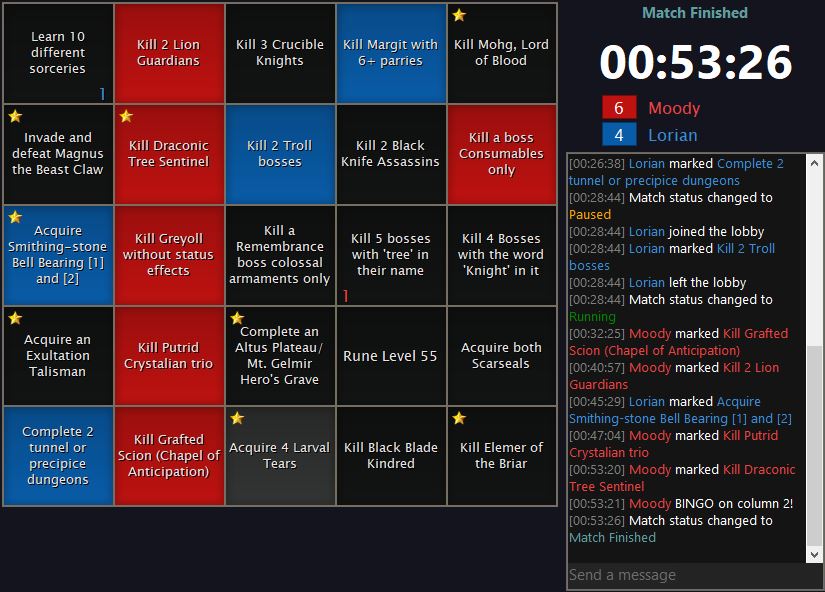 Learn 10
different
sorceries
1
Kill 2 Lion
Guardians
Kill 3 Crucible
Knights
Kill Margit with
6+ parries
Kill Mohg, Lord
of Blood
Invade and
defeat Magnus
the Beast Claw
Kill Draconic
Tree Sentinel
Kill 2 Troll
bosses
Kill 2 Black
Knife Assassins
Kill a boss
Consumables
only
Acquire
Smithing-stone
Bell Bearing [1]
and [2]
Kill Greyoll
without status
effects
Kill a
Remembrance
boss colossal
armaments only
Kill 5 bosses
with 'tree' in
their name
1
Kill 4 Bosses
with the word
'Knight' in it
Acquire an
Exultation
Talisman
Kill Putrid
Crystalian trio
Complete an
Altus Plateau/
Mt. Gelmir
Hero's Grave
Rune Level 55
Acquire both
Scarseals
Complete 2
tunnel or
precipice
dungeons
Kill Grafted
Scion (Chapel of
Anticipation)
Acquire 4 Larval
Tears
Kill Black Blade
Kindred
Kill Elemer of
the Briar
Match Finished
00:53:26
6 Moody
4 Lorian
[00:26:38] Lorian marked Complete 2
tunnel or precipice dungeons
[00:28:44] Match status changed to
Paused
[00:28:44] Lorian joined the lobby
[00:28:44] Lorian marked Kill 2 Troll
bosses
[00:28:44] Lorian left the lobby
[00:28:44] Match status changed to
Running
[00:32:25] Moody marked Kill Grafted
Scion (Chapel of Anticipation)
[00:40:57] Moody marked Kill 2 Lion
Guardians
[00:45:29] Lorian marked Acquire
Smithing-stone Bell Bearing [1] and [2]
[00:47:04] Moody marked Kill Putrid
Crystalian trio
[00:53:20] Moody marked Kill Draconic
Tree Sentinel
[00:53:21] Moody BINGO on column 2!
[00:53:26] Match status changed to
Match Finished
Send a message